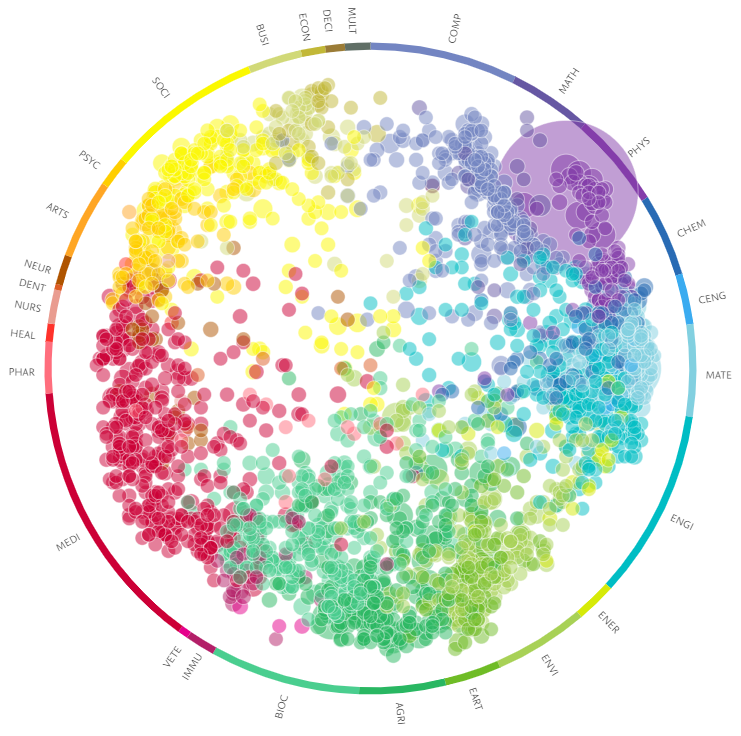 MULT
DECI
ECON
BUSI
COMP
MATH
SOCI
PHYS
PSYC
ARTS
CHEM
NEUR
DENT
CENG
NURS
HEAL
PHAR
MATE
ENGI
MEDI
ENER
VETE
IMMU
ENVI
EART
BIOC
AGRI